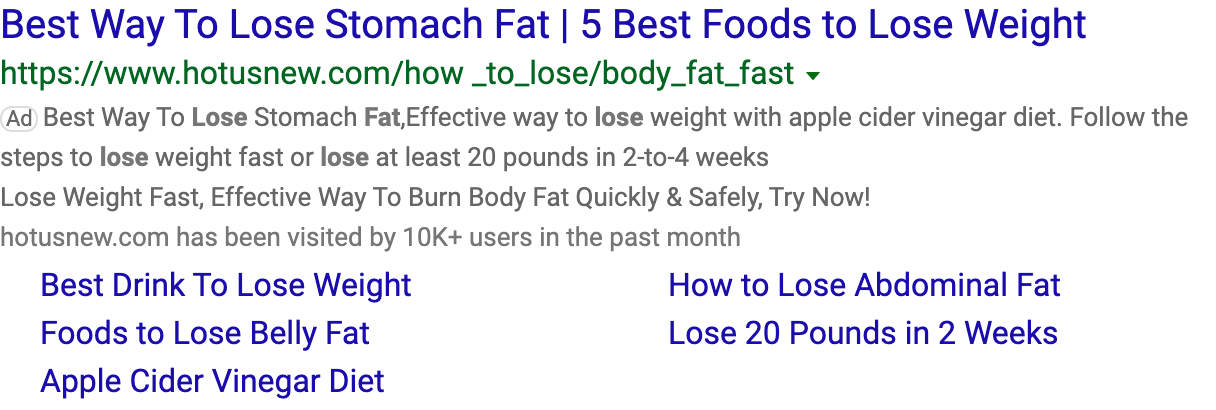 Best Way To Lose Stomach Fat | 5 Best Foods to Lose Weight
https://www.hotusnew.com/how _to_lose/body_fat_fast
Ad Best Way To Lose Stomach Fat,Effective way to lose weight with apple cider vinegar diet. Follow the
steps to lose weight fast or lose at least 20 pounds in 2-to-4 weeks
Lose Weight Fast, Effective Way To Burn Body Fat Quickly & Safely, Try Now!
hotusnew.com has been visited by 10K+ users in the past month
Best Drink To Lose Weight
How to Lose Abdominal Fat
Foods to Lose Belly Fat
Lose 20 Pounds in 2 Weeks
Apple Cider Vinegar Diet